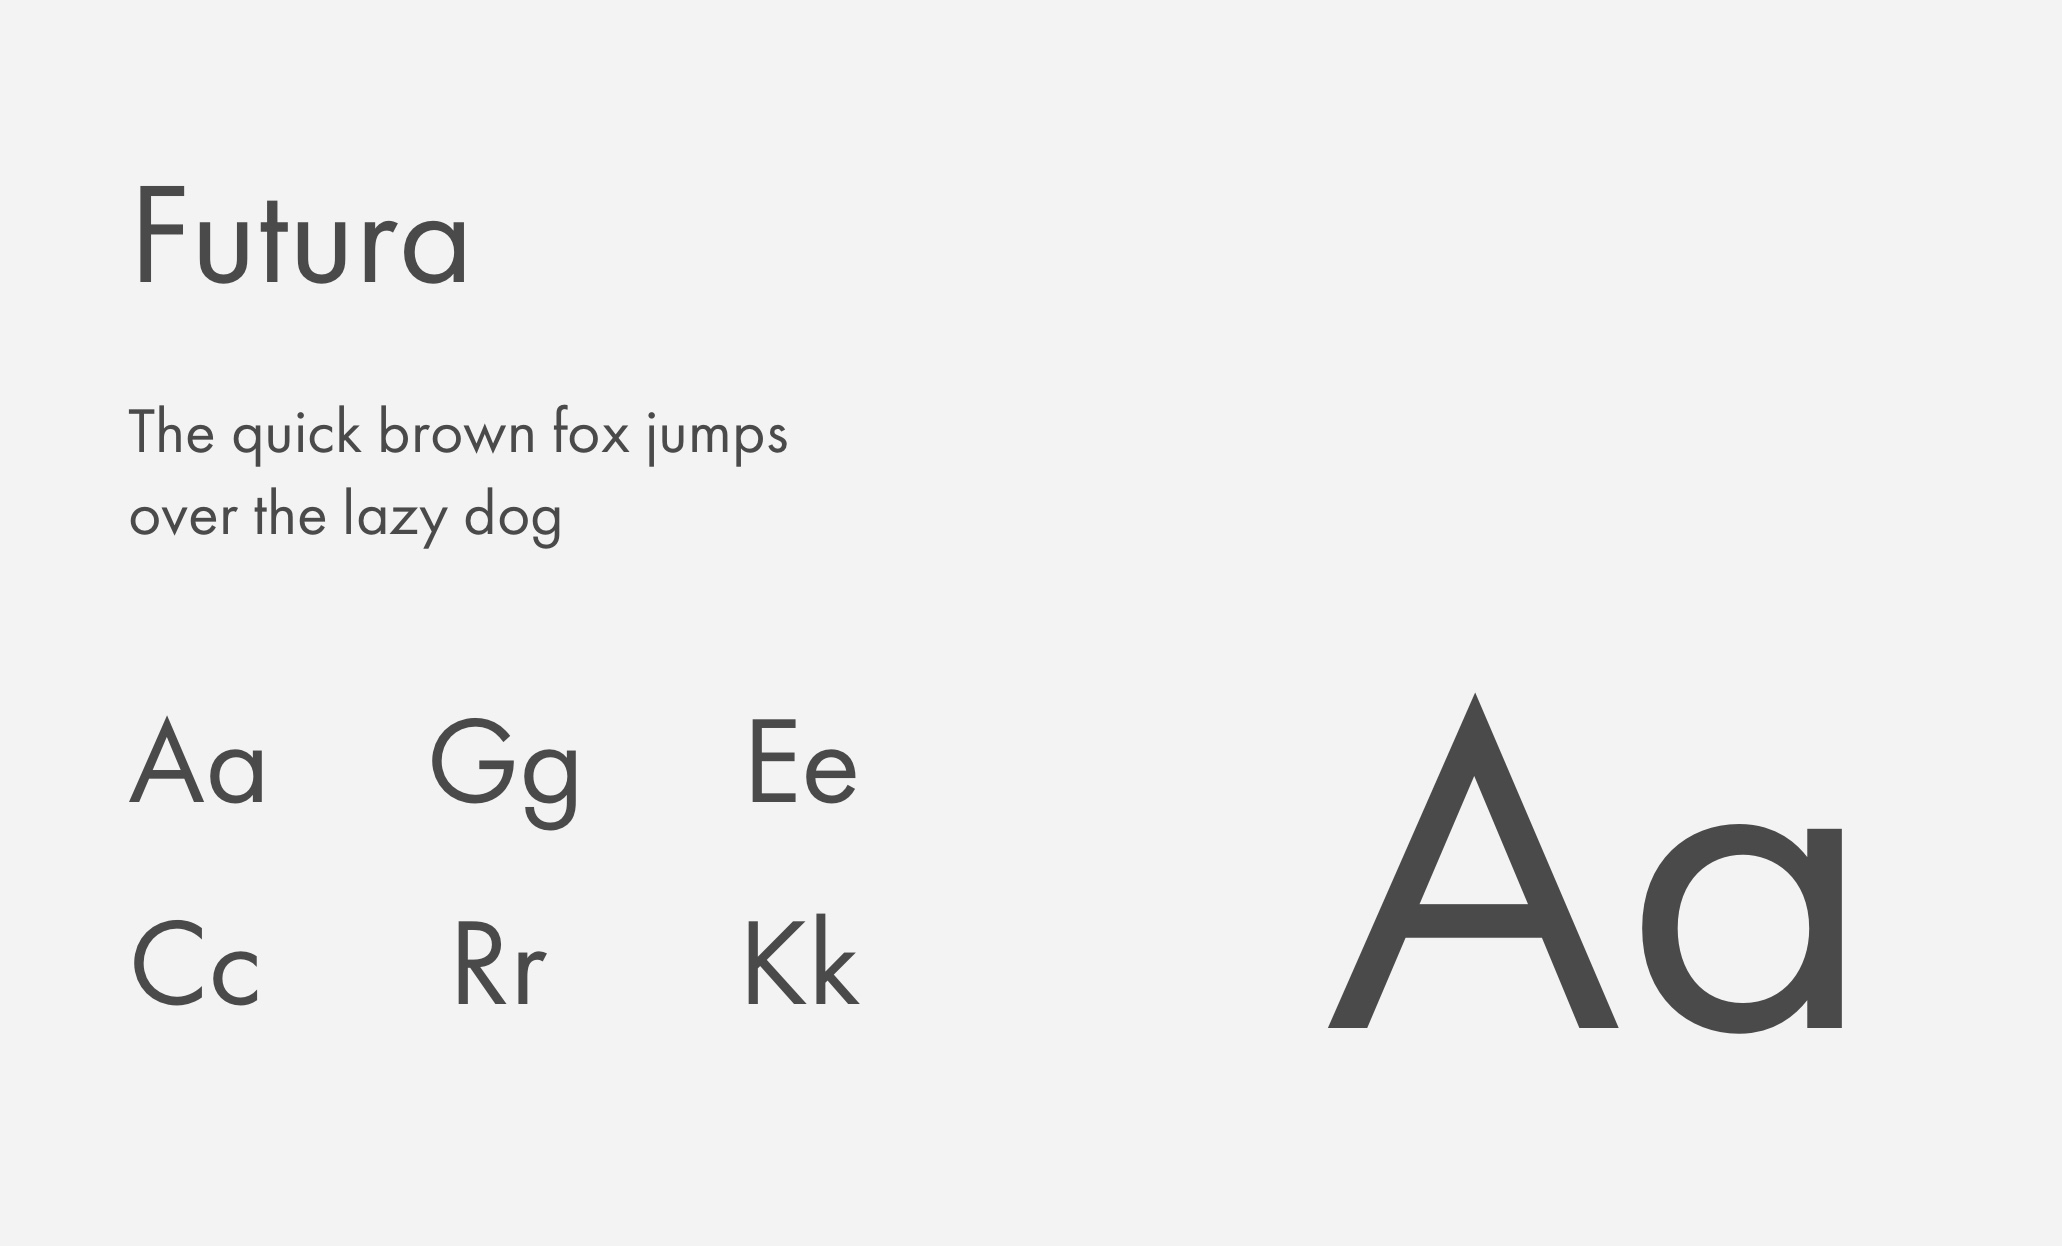 Futura
The quick brown fox jumps
over the lazy dog
Aa Gg Ee
Cc Rr Kk
Aa